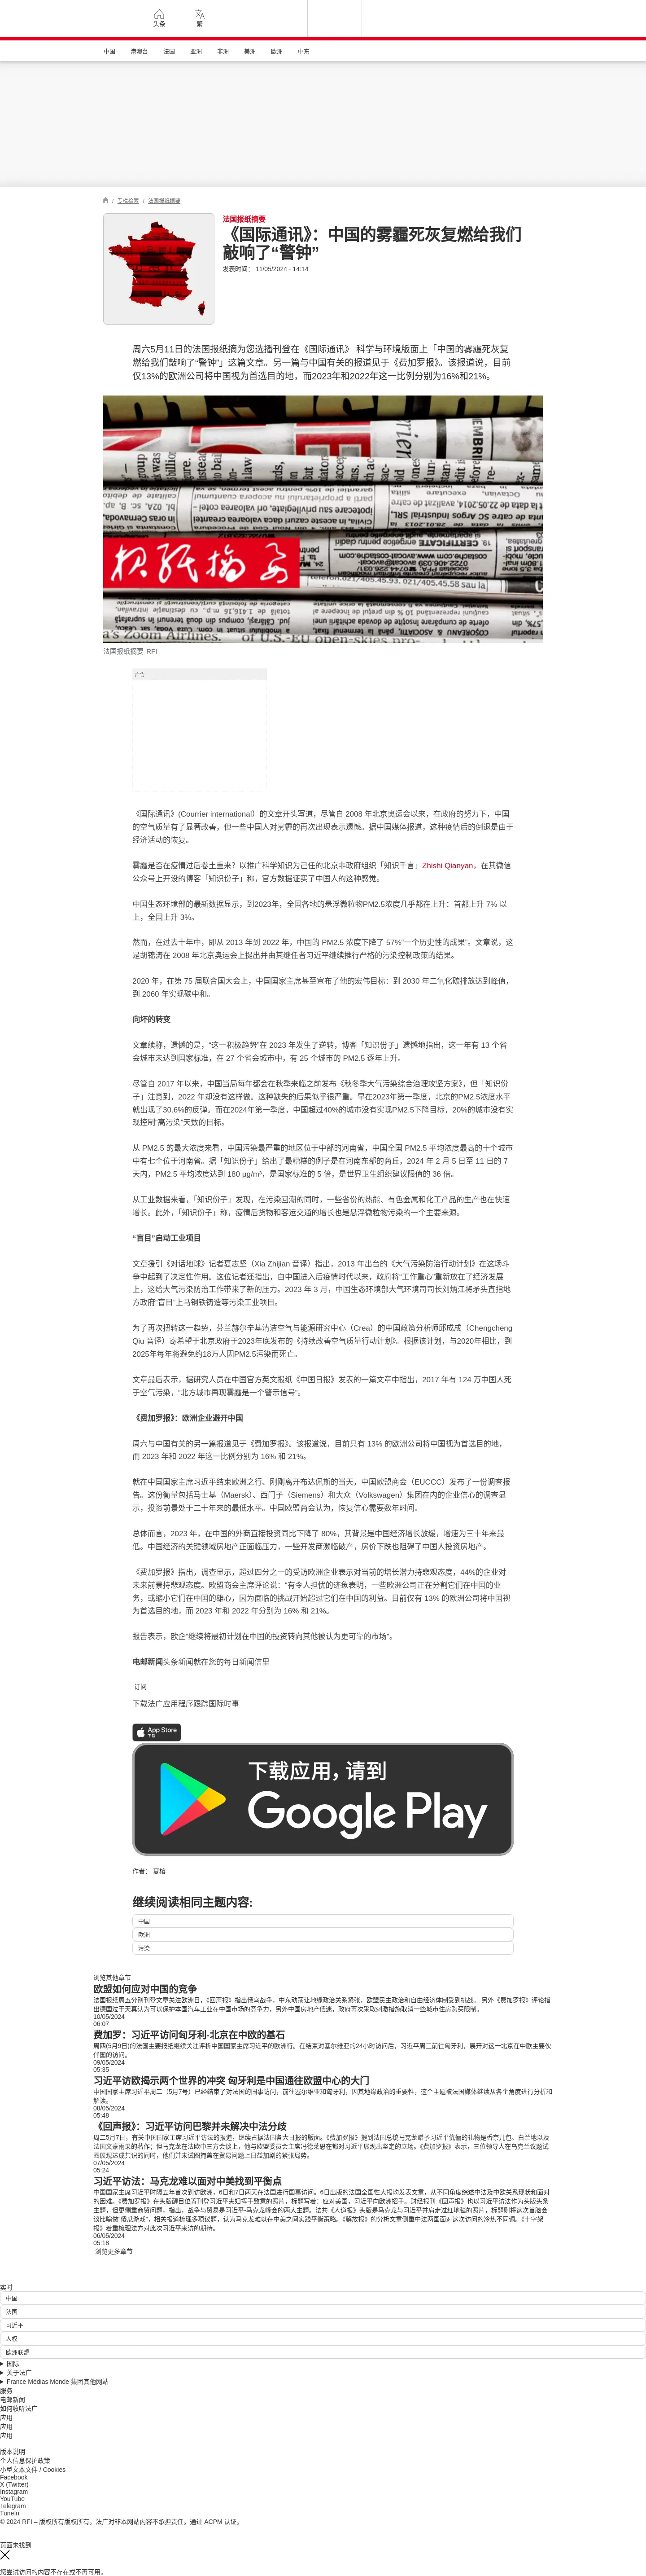 头条
繁
中国
港澳台
法国
亚洲
非洲
美洲
欧洲
中东
/ 专栏检索 / 法国报纸摘要
法国报纸摘要
《国际通讯》：中国的雾霾死灰复燃给我们
敲响了“警钟”
发表时间： 11/05/2024 - 14:14
周六5月11日的法国报纸摘为您选播刊登在《国际通讯》 科学与环境版面上「中国的雾霾死灰复
燃给我们敲响了“警钟”」这篇文章。另一篇与中国有关的报道见于《费加罗报》。该报道说，目前
仅13%的欧洲公司将中国视为首选目的地，而2023年和2022年这一比例分别为16%和21%。
报纸摘要
法国报纸摘要 RFI
广告
《国际通讯》(Courrier international）的文章开头写道，尽管自 2008 年北京奥运会以来，在政府的努力下，中国
的空气质量有了显著改善，但一些中国人对雾霾的再次出现表示遗憾。据中国媒体报道，这种疫情后的倒退是由于
经济活动的恢复。
雾霾是否在疫情过后卷土重来？以推广科学知识为己任的北京非政府组织「知识千言」Zhishi Qianyan，在其微信
公众号上开设的博客「知识份子」称，官方数据证实了中国人的这种感觉。
中国生态环境部的最新数据显示，到2023年，全国各地的悬浮微粒物PM2.5浓度几乎都在上升：首都上升 7% 以
上，全国上升 3%。
然而，在过去十年中，即从 2013 年到 2022 年，中国的 PM2.5 浓度下降了 57%“一个历史性的成果”。文章说，这
是胡锦涛在 2008 年北京奥运会上提出并由其继任者习近平继续推行严格的污染控制政策的结果。
2020 年，在第 75 届联合国大会上，中国国家主席甚至宣布了他的宏伟目标：到 2030 年二氧化碳排放达到峰值，
到 2060 年实现碳中和。
向坏的转变
文章续称，遗憾的是，“这一积极趋势”在 2023 年发生了逆转，博客「知识份子」遗憾地指出，这一年有 13 个省
会城市未达到国家标准，在 27 个省会城市中，有 25 个城市的 PM2.5 逐年上升。
尽管自 2017 年以来，中国当局每年都会在秋季来临之前发布《秋冬季大气污染综合治理攻坚方案》，但「知识份
子」注意到，2022 年却没有这样做。这种缺失的后果似乎很严重。早在2023年第一季度，北京的PM2.5浓度水平
就出现了30.6%的反弹。而在2024年第一季度，中国超过40%的城市没有实现PM2.5下降目标，20%的城市没有实
现控制“高污染”天数的目标。
从 PM2.5 的最大浓度来看，中国污染最严重的地区位于中部的河南省，中国全国 PM2.5 平均浓度最高的十个城市
中有七个位于河南省。据「知识份子」给出了最糟糕的例子是在河南东部的商丘，2024 年 2 月 5 日至 11 日的 7
天内，PM2.5 平均浓度达到 180 µg/m³，是国家标准的 5 倍，是世界卫生组织建议限值的 36 倍。
从工业数据来看，「知识份子」发现，在污染回潮的同时，一些省份的热能、有色金属和化工产品的生产也在快速
增长。此外，「知识份子」称，疫情后货物和客运交通的增长也是悬浮微粒物污染的一个主要来源。
“盲目”启动工业项目
文章援引《对话地球》记者夏志坚（Xia Zhijian 音译）指出，2013 年出台的《大气污染防治行动计划》在这场斗
争中起到了决定性作用。这位记者还指出，自中国进入后疫情时代以来，政府将“工作重心”重新放在了经济发展
上，这给大气污染防治工作带来了新的压力。2023 年 3 月，中国生态环境部大气环境司司长刘炳江将矛头直指地
方政府“盲目”上马钢铁铸造等污染工业项目。
为了再次扭转这一趋势，芬兰赫尔辛基清洁空气与能源研究中心（Crea）的中国政策分析师邱成成（Chengcheng
Qiu 音译）寄希望于北京政府于2023年底发布的《持续改善空气质量行动计划》。根据该计划，与2020年相比，到
2025年每年将避免约18万人因PM2.5污染而死亡。
文章最后表示，据研究人员在中国官方英文报纸《中国日报》发表的一篇文章中指出，2017 年有 124 万中国人死
于空气污染，“北方城市再现雾霾是一个警示信号”。
《费加罗报》：欧洲企业避开中国
周六与中国有关的另一篇报道见于《费加罗报》。该报道说，目前只有 13% 的欧洲公司将中国视为首选目的地，
而 2023 年和 2022 年这一比例分别为 16% 和 21%。
就在中国国家主席习近平结束欧洲之行、刚刚离开布达佩斯的当天，中国欧盟商会（EUCCC）发布了一份调查报
告。这份衡量包括马士基（Maersk）、西门子（Siemens）和大众（Volkswagen）集团在内的企业信心的调查显
示，投资前景处于二十年来的最低水平。中国欧盟商会认为，恢复信心需要数年时间。
总体而言，2023 年，在中国的外商直接投资同比下降了 80%，其背景是中国经济增长放缓，增速为三十年来最
低。中国经济的关键领域房地产正面临压力，一些开发商濒临破产，房价下跌也阻碍了中国人投资房地产。
《费加罗报》指出，调查显示，超过四分之一的受访欧洲企业表示对当前的增长潜力持悲观态度，44%的企业对
未来前景持悲观态度。欧盟商会主席评论说：“有令人担忧的迹象表明，一些欧洲公司正在分割它们在中国的业
务，或缩小它们在中国的雄心，因为面临的挑战开始超过它们在中国的利益。目前仅有 13% 的欧洲公司将中国视
为首选目的地，而 2023 年和 2022 年分别为 16% 和 21%。
报告表示，欧企“继续将最初计划在中国的投资转向其他被认为更可靠的市场”。
电邮新闻头条新闻就在您的每日新闻信里
订阅
下载法广应用程序跟踪国际时事
App Store
下载
下载应用，请到
Google Play
作者： 夏榕
继续阅读相同主题内容:
中国
欧洲
污染
浏览其他章节
欧盟如何应对中国的竞争
法国报纸周五分别刊登文章关注欧洲日，《回声报》指出俄乌战争，中东动荡让地缘政治关系紧张，欧盟民主政治和自由经济体制受到挑战。 另外《费加罗报》评论指
出德国过于天真认为可以保护本国汽车工业在中国市场的竞争力，另外中国房地产低迷，政府再次采取刺激措施取消一些城市住房购买限制。
10/05/2024
06:07
费加罗：习近平访问匈牙利-北京在中欧的基石
周四(5月9日)的法国主要报纸继续关注评析中国国家主席习近平的欧洲行。在结束对塞尔维亚的24小时访问后，习近平周三前往匈牙利，展开对这一北京在中欧主要伙
伴国的访问。
09/05/2024
05:35
习近平访欧揭示两个世界的冲突 匈牙利是中国通往欧盟中心的大门
中国国家主席习近平周二（5月7号）已经结束了对法国的国事访问，前往塞尔维亚和匈牙利，因其地缘政治的重要性，这个主题被法国媒体继续从各个角度进行分析和
解读。
08/05/2024
05:48
《回声报》：习近平访问巴黎并未解决中法分歧
周二5月7日，有关中国国家主席习近平访法的报道，继续占据法国各大日报的版面。《费加罗报》提到法国总统马克龙赠予习近平伉俪的礼物是香奈儿包、白兰地以及
法国文豪雨果的著作；但马克龙在法欧中三方会谈上，他与欧盟委员会主席冯德莱恩在都对习近平展现出坚定的立场。《费加罗报》表示，三位领导人在乌克兰议题试
图展现达成共识的同时，他们并未试图掩盖在贸易问题上日益加剧的紧张局势。
07/05/2024
05:24
习近平访法：马克龙难以面对中美找到平衡点
中国国家主席习近平时隔五年首次到访欧洲。6日和7日两天在法国进行国事访问。6日出版的法国全国性大报均发表文章，从不同角度综述中法及中欧关系现状和面对
的困难。《费加罗报》在头版醒目位置刊登习近平夫妇挥手致意的照片，标题写着：应对美国，习近平向欧洲招手。财经报刊《回声报》也以习近平访法作为头版头条
主题，但更侧重商贸问题，指出，战争与贸易是习近平-马克龙峰会的两大主题。法共《人道报》头版是马克龙与习近平并肩走过红地毯的照片，标题则将这次首脑会
谈比喻做“傻瓜游戏”，相关报道梳理多项议题，认为马克龙难以在中美之间实践平衡策略。《解放报》的分析文章侧重中法两国面对这次访问的冷热不同调。《十字架
报》着重梳理法方对此次习近平来访的期待。
06/05/2024
05:18
浏览更多章节
实时
中国
法国
习近平
人权
欧洲联盟
国际
关于法广
France Médias Monde 集团其他网站
服务
电邮新闻
如何收听法广
应用
应用
应用
版本说明
个人信息保护政策
小型文本文件 / Cookies
Facebook
X (Twitter)
Instagram
YouTube
Telegram
TuneIn
© 2024 RFI – 版权所有版权所有。法广对非本网站内容不承担责任。通过 ACPM 认证。
页面未找到
您尝试访问的内容不存在或不再可用。